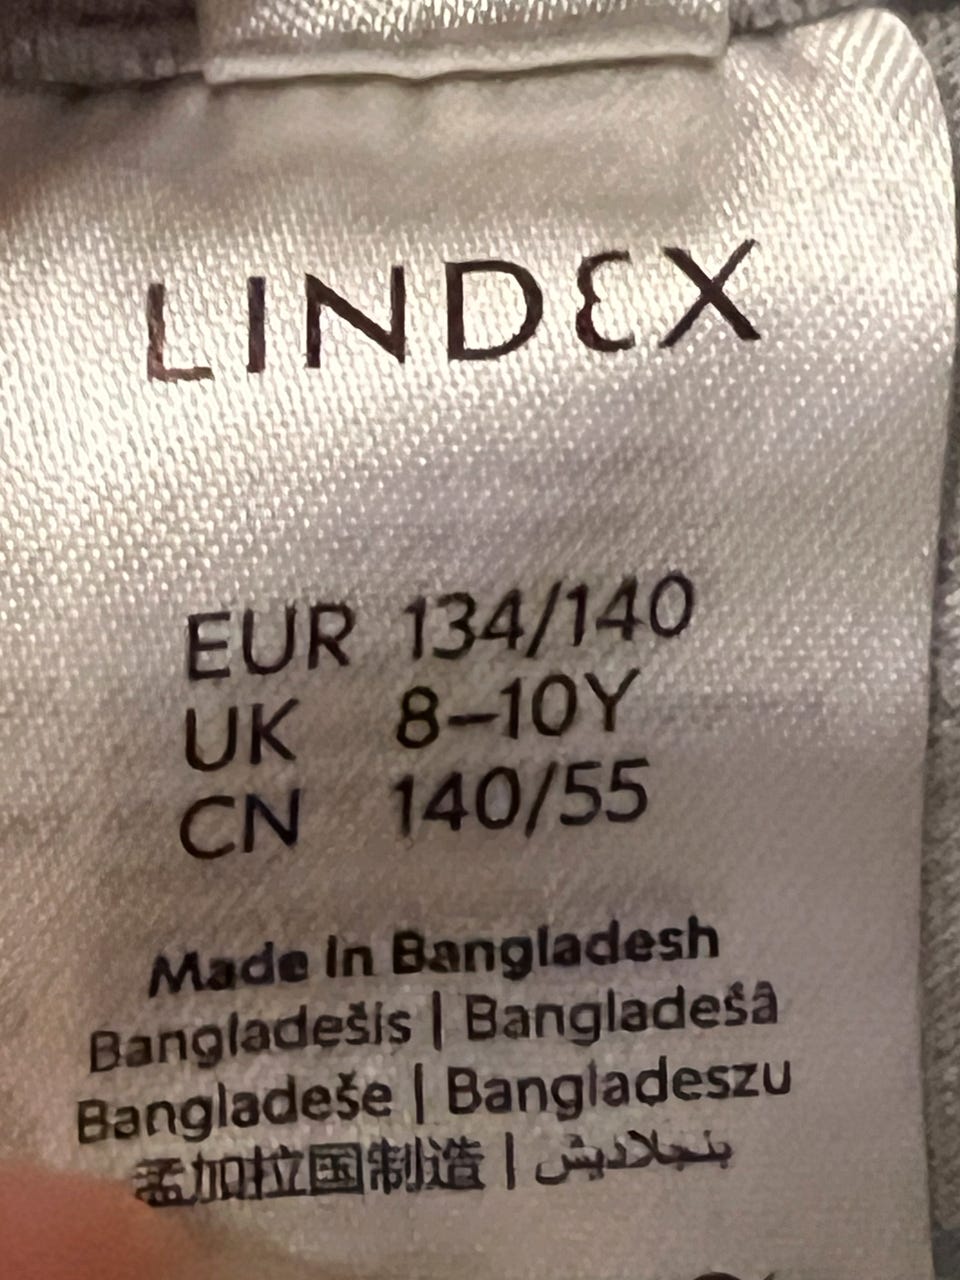 LINDEX
EUR 134/140
UK 8–10Y
CN 140/55
Made in Bangladesh
Bangladešis | Bangladešā
Bangladeše | Bangladeszu
孟加拉国制造 | بنجلاديش